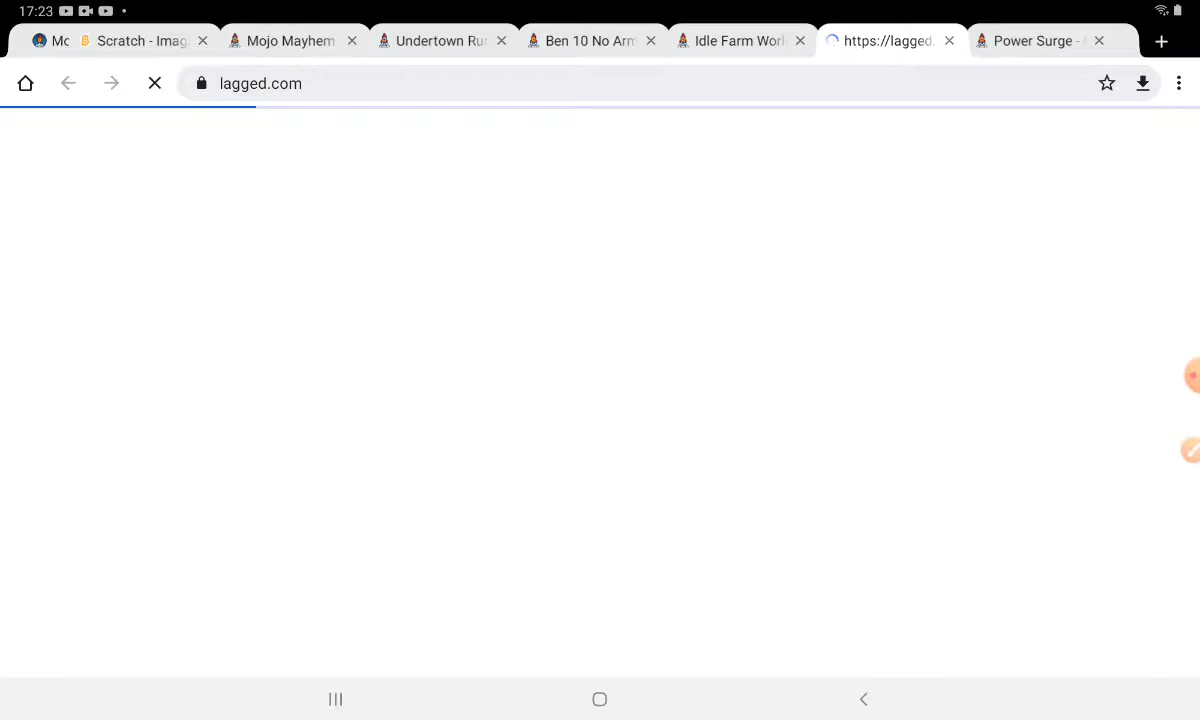 17:23
Mc
Scratch - Imag
Mojo Mayhem
Undertown Ru
Ben 10 No Arm
Idle Farm Worl
https://lagged.
Power Surge -
lagged.com